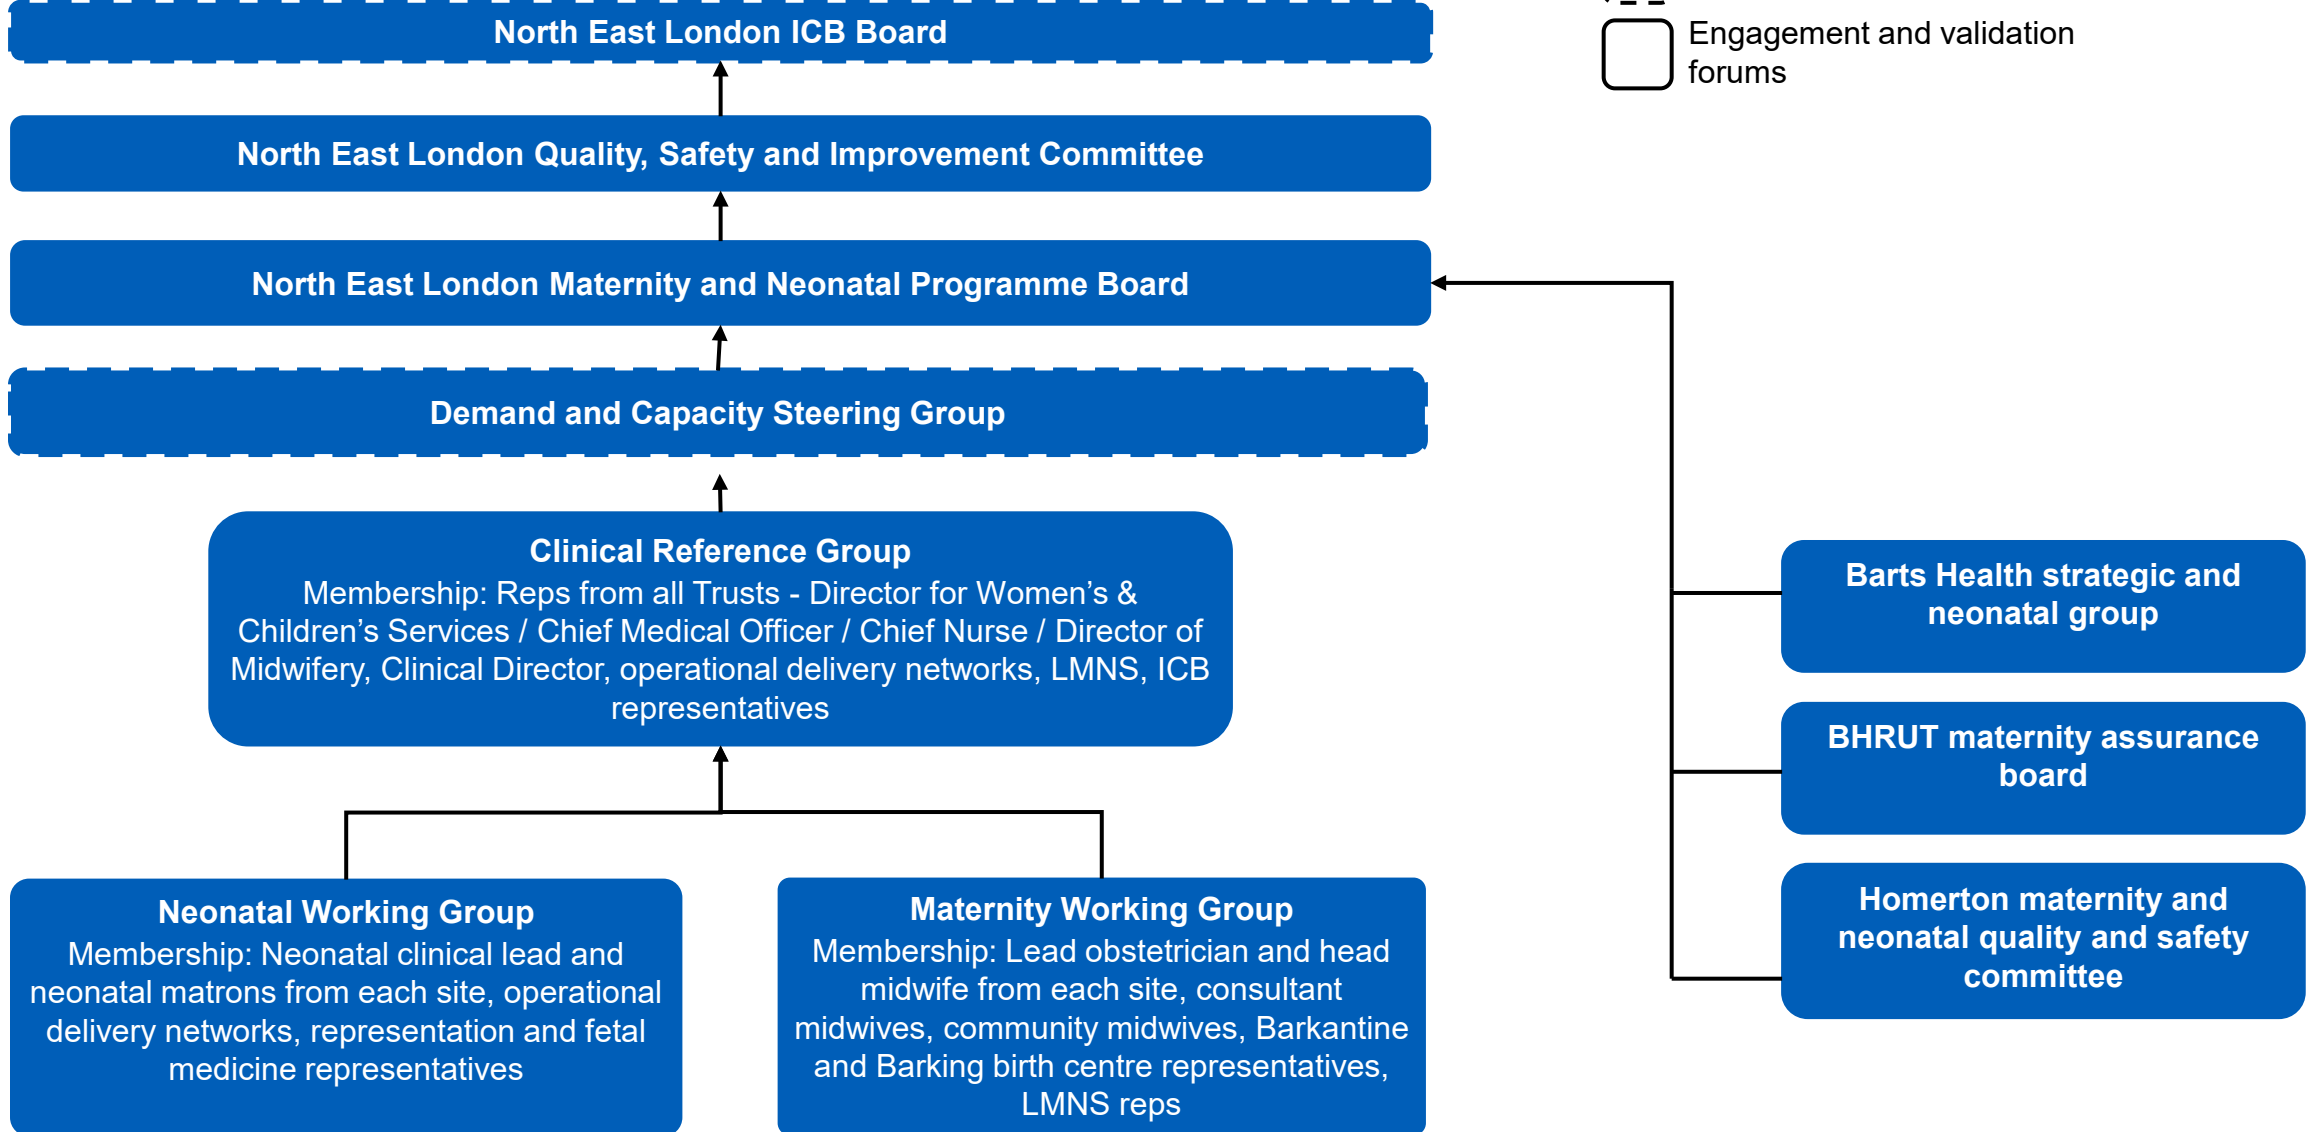 North East London ICB Board
Engagement and validation
forums
North East London Quality, Safety and Improvement Committee
North East London Maternity and Neonatal Programme Board
Demand and Capacity Steering Group
Clinical Reference Group
Membership: Reps from all Trusts - Director for Women’s &
Children’s Services / Chief Medical Officer / Chief Nurse / Director of
Midwifery, Clinical Director, operational delivery networks, LMNS, ICB
representatives
Barts Health strategic and
neonatal group
BHRUT maternity assurance
board
Homerton maternity and
neonatal quality and safety
committee
Neonatal Working Group
Membership: Neonatal clinical lead and
neonatal matrons from each site, operational
delivery networks, representation and fetal
medicine representatives
Maternity Working Group
Membership: Lead obstetrician and head
midwife from each site, consultant
midwives, community midwives, Barkantine
and Barking birth centre representatives,
LMNS reps